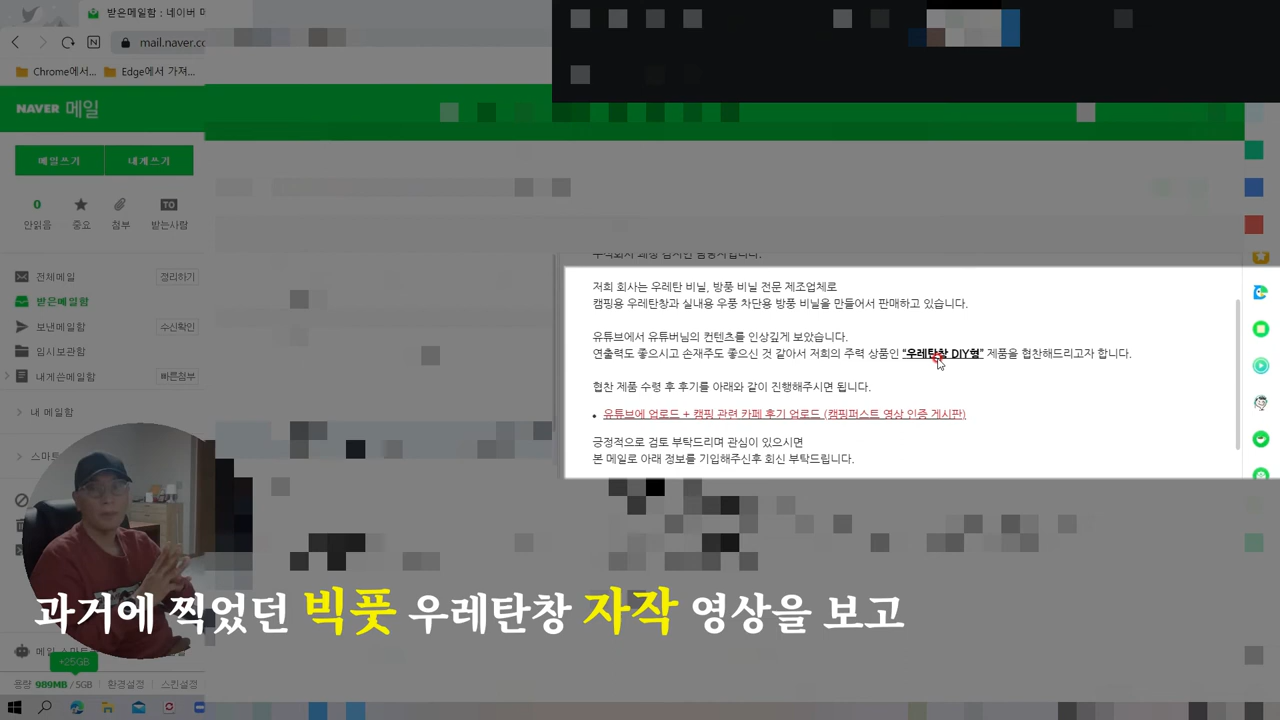 받은메일함 : 네이버 메
mail.naver.co
Chrome에서...
Edge에서 가져...
NAVER 메일
메일쓰기
내게쓰기
0
안읽음
중요
첨부
TO
받는사람
전체메일
정리하기
받은메일함
보낸메일함
수신확인
임시보관함
내게쓴메일함
빠른첨부
내 메일함
스마트
저희 회사는 우레탄 비닐, 방풍 비닐 전문 제조업체로
캠핑용 우레탄창과 실내용 우풍 차단용 방풍 비닐을 만들어서 판매하고 있습니다.
유튜브에서 유튜버님의 컨텐츠를 인상깊게 보았습니다.
연출력도 좋으시고 손재주도 좋으신 것 같아서 저희의 주력 상품인 "우레탄창 DIY형" 제품을 협찬해드리고자 합니다.
협찬 제품 수령 후 후기를 아래와 같이 진행해주시면 됩니다.
• 유튜브에 업로드 + 캠핑 관련 카페 후기 업로드 (캠핑퍼스트 영상 인증 게시판)
긍정적으로 검토 부탁드리며 관심이 있으시면
본 메일로 아래 정보를 기입해주신후 회신 부탁드립니다.
과거에 찍었던 빅풋 우레탄창 자작 영상을 보고
메일
+25GB
용량 989MB / 5GB
환경설정
스킨설정